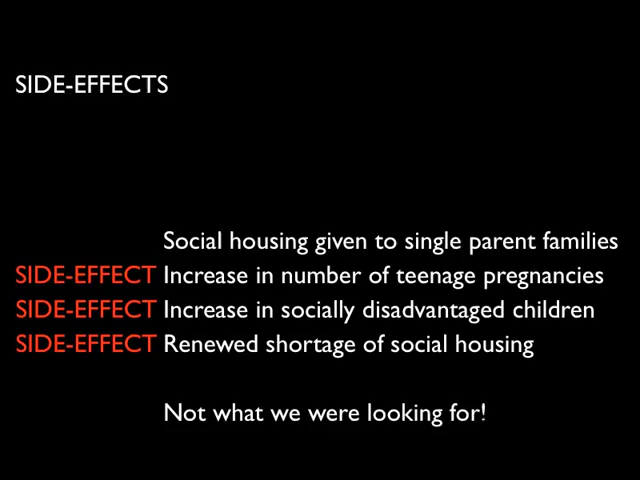 SIDE-EFFECTS
Social housing given to single parent families
SIDE-EFFECT Increase in number of teenage pregnancies
SIDE-EFFECT Increase in socially disadvantaged children
SIDE-EFFECT Renewed shortage of social housing
Not what we were looking for!